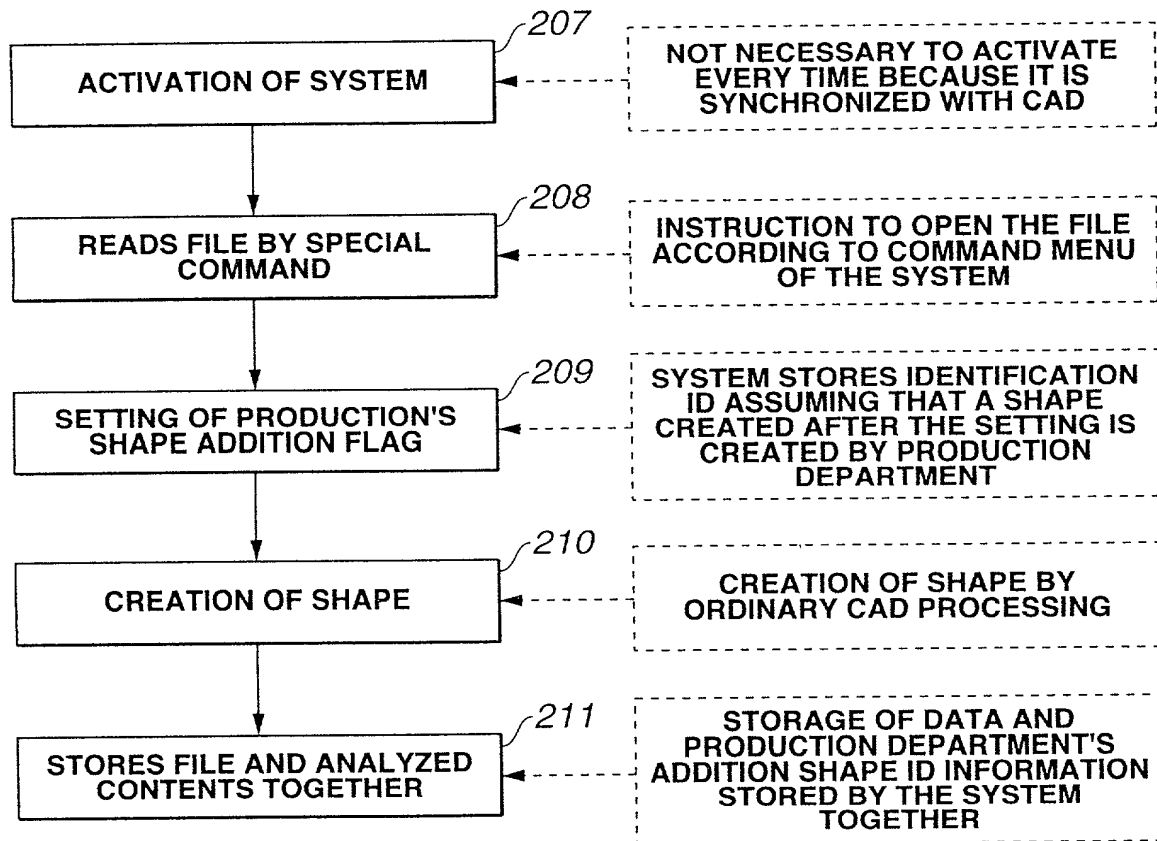 207
ACTIVATION OF SYSTEM
NOT NECESSARY TO ACTIVATE
EVERY TIME BECAUSE IT IS
SYNCHRONIZED WITH CAD
208
READS FILE BY SPECIAL
COMMAND
INSTRUCTION TO OPEN THE FILE
ACCORDING TO COMMAND MENU
OF THE SYSTEM
209
SETTING OF PRODUCTION'S
SHAPE ADDITION FLAG
SYSTEM STORES IDENTIFICATION
ID ASSUMING THAT A SHAPE
CREATED AFTER THE SETTING IS
CREATED BY PRODUCTION
DEPARTMENT
210
CREATION OF SHAPE
CREATION OF SHAPE BY
ORDINARY CAD PROCESSING
211
STORES FILE AND ANALYZED
CONTENTS TOGETHER
STORAGE OF DATA AND
PRODUCTION DEPARTMENT'S
ADDITION SHAPE ID INFORMATION
STORED BY THE SYSTEM
TOGETHER